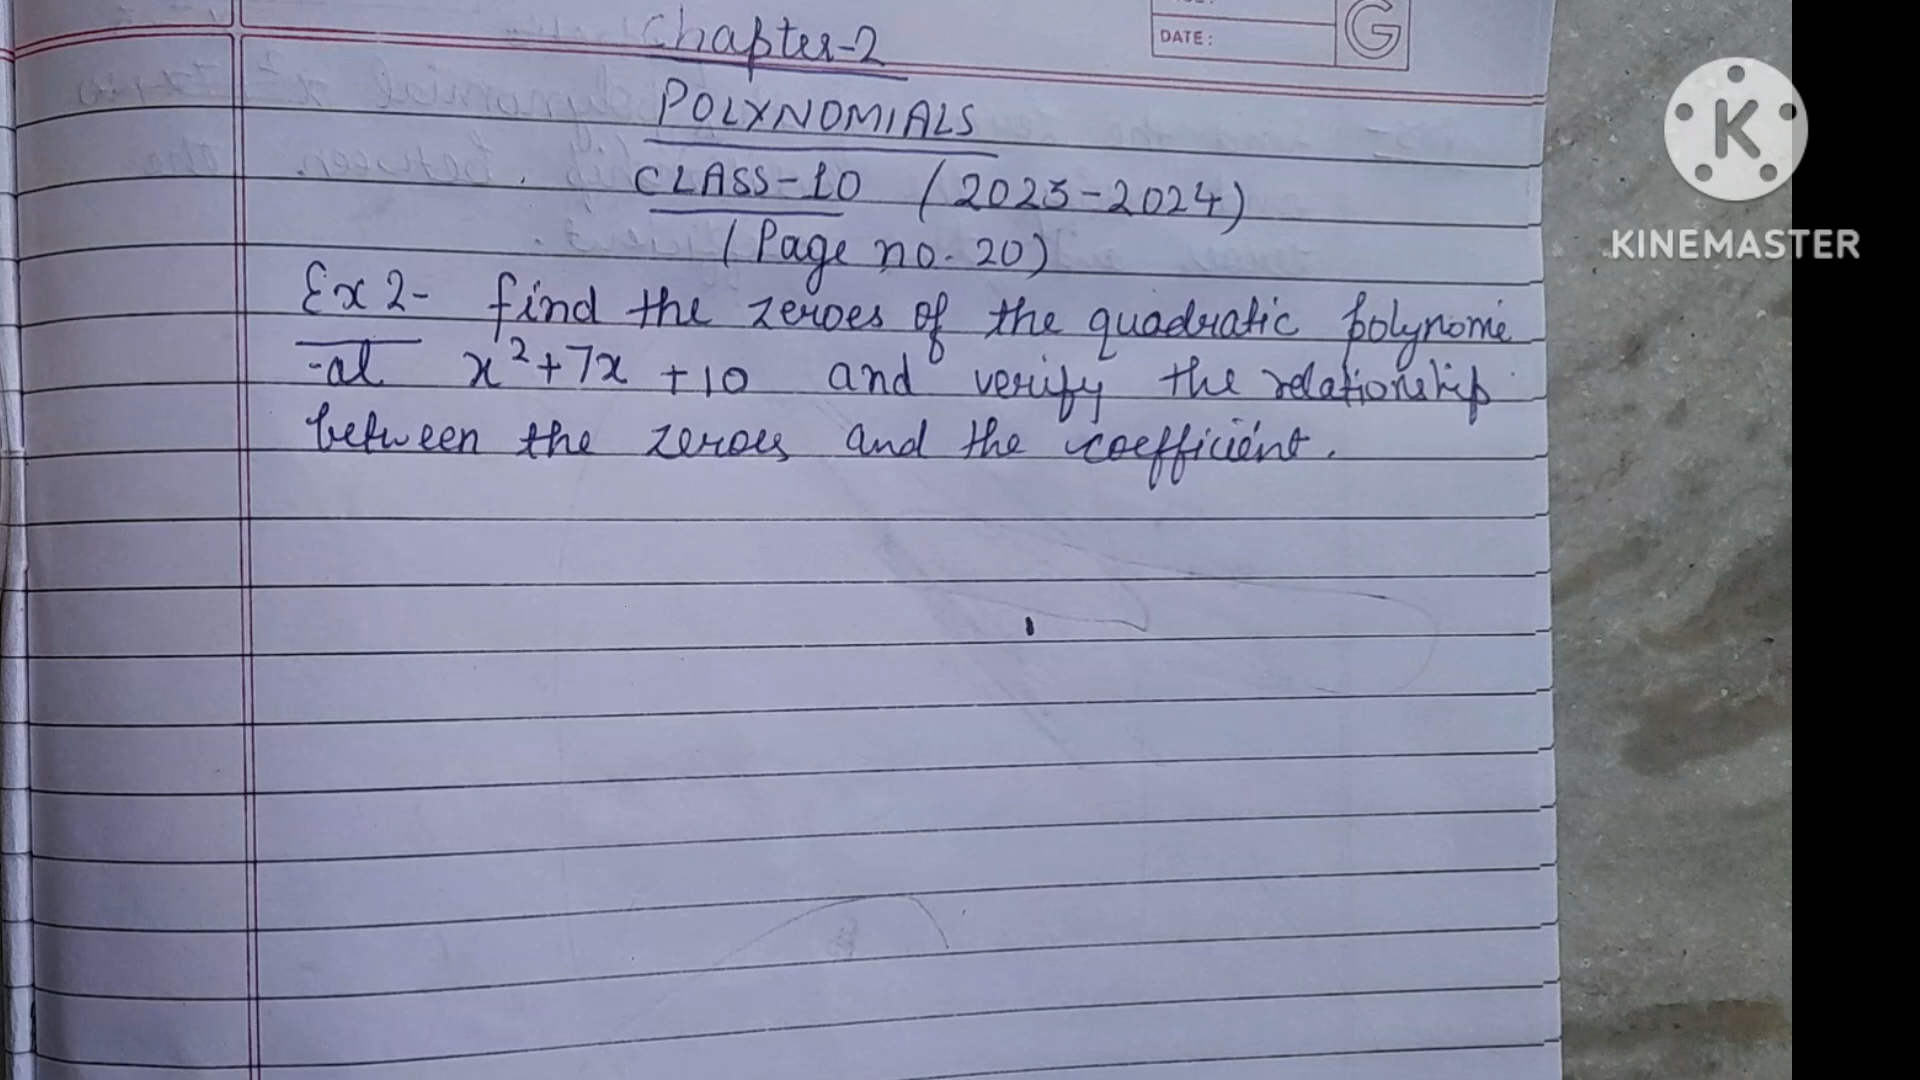 Chapter-2
DATE:
G
POLYNOMIALS
CLASS-10 (2023-2024)
(Page no. 20)
Ex 2- find the zeroes of the quadratic polynomi
-al x²+7x +10 and verify the relationship
between the zeroes and the coefficient.
K
KINEMASTER